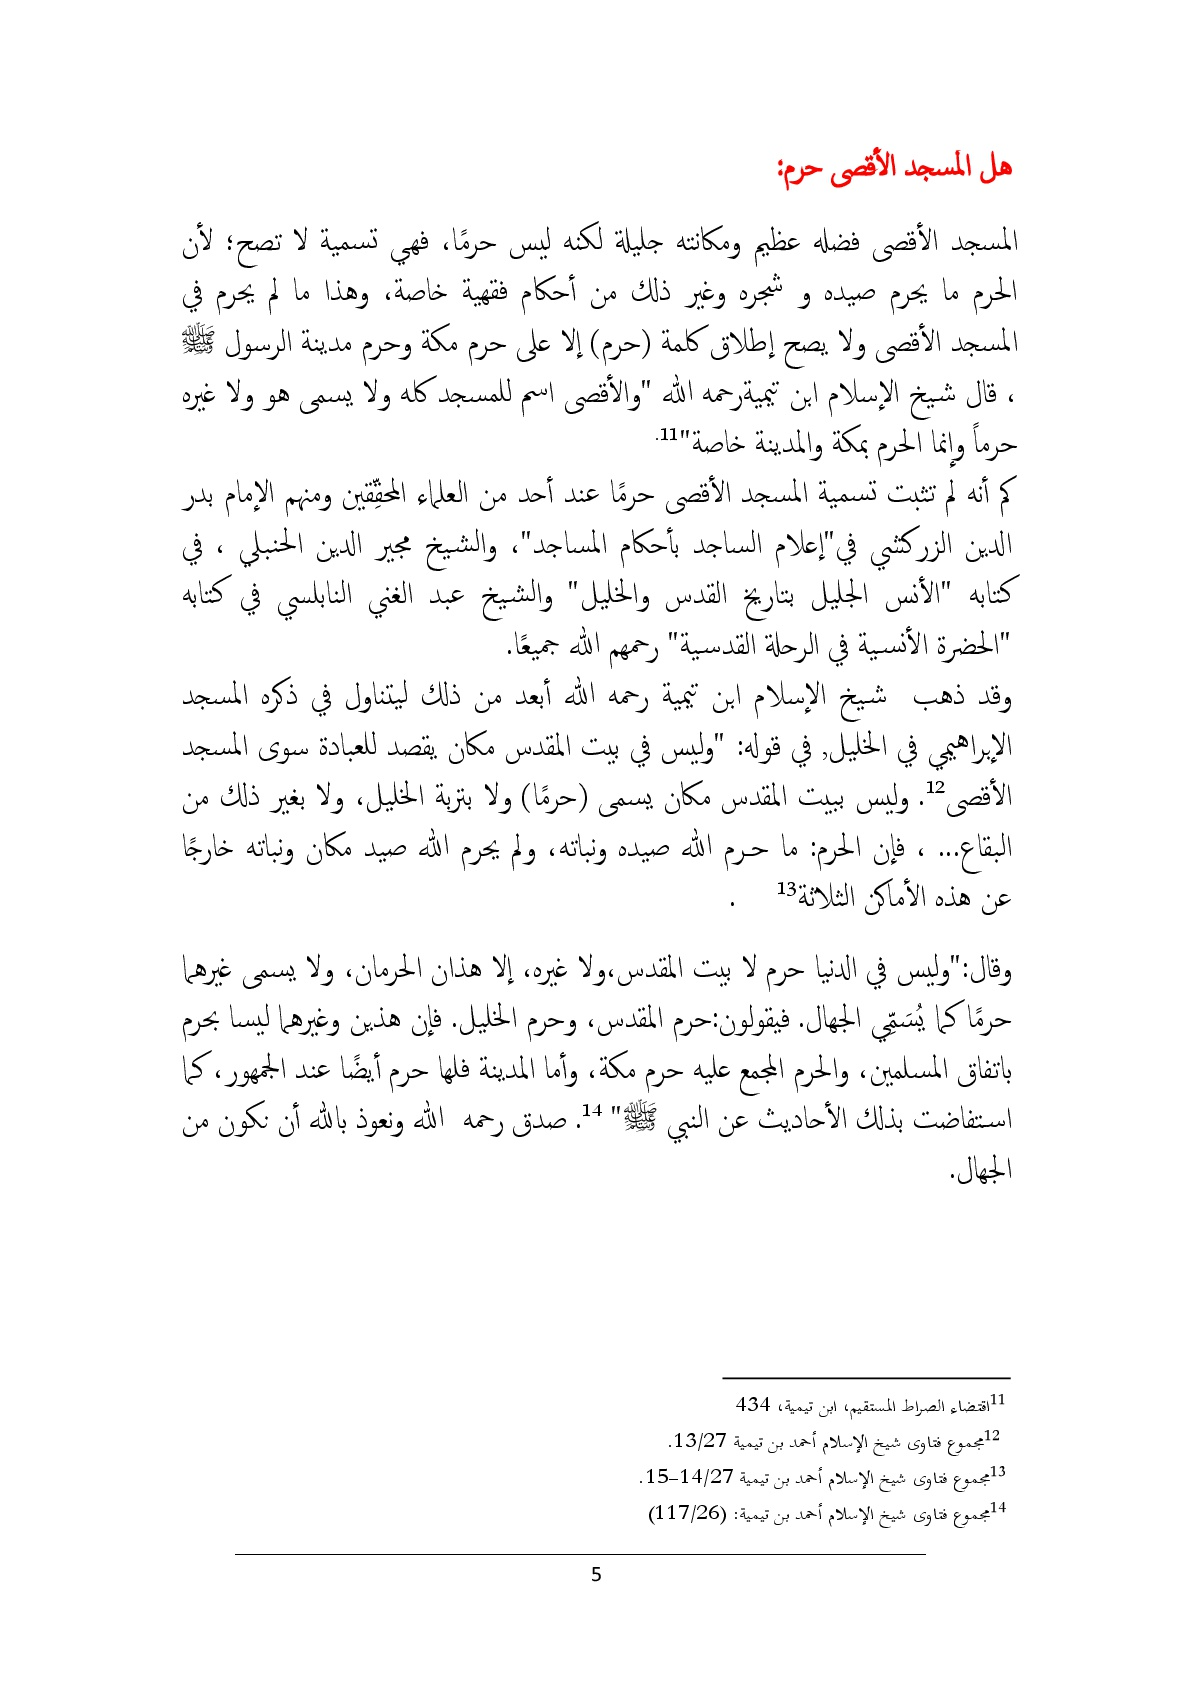 هل المسجد الأقصى حرم:
المسجد الأقصى فضله عظيم ومكانته جليلة لكنه ليس حرمًا، فهي تسمية لا تصح؛ لأن
الحرم ما يحرم صيده و شجره وغير ذلك من أحكام فقهية خاصة، وهذا ما لم يحرم في
المسجد الأقصى ولا يصح إطلاق كلمة (حرم) إلا على حرم مكة وحرم مدينة الرسول ﷺ
، قال شيخ الإسلام ابن تيميةرحمه الله "والأقصى اسم للمسجد كله ولا يسمى هو ولا غيره
حرماً وإنما الحرم بمكة والمدينة خاصة"11.
كم أنه لم تثبت تسمية المسجد الأقصى حرمًا عند أحد من العلماء المحقِّقين ومنهم الإمام بدر
الدين الزركشي في"إعلام الساجد بأحكام المساجد"، والشيخ مجير الدين الحنبلي ، في
كتابه "الأنس الجليل بتاريخ القدس والخليل" والشيخ عبد الغني النابلسي في كتابه
"الحضرة الأنسية في الرحلة القدسية" رحمهم الله جميعًا.
وقد ذهب شيخ الإسلام ابن تيمية رحمه الله أبعد من ذلك ليتناول في ذكره المسجد
الإبراهيمي في الخليل, في قوله: "وليس في بيت المقدس مكان يقصد للعبادة سوى المسجد
الأقصى12. وليس ببيت المقدس مكان يسمى (حرمًا) ولا بتربة الخليل، ولا بغير ذلك من
البقاع... ، فإن الحرم: ما حرم الله صيده ونباته، ولم يحرم الله صيد مكان ونباته خارجًا
عن هذه الأماكن الثلاثة13 .
وقال:"وليس في الدنيا حرم لا بيت المقدس،ولا غيره، إلا هذان الحرمان، ولا يسمى غيرهما
حرمًا كما يُسَمِّي الجهال. فيقولون:حرم المقدس، وحرم الخليل. فإن هذين وغيرهما ليسا بحرم
باتفاق المسلمين، والحرم المجمع عليه حرم مكة، وأما المدينة فلها حرم أيضًا عند الجمهور، كما
استفاضت بذلك الأحاديث عن النبي ﷺ" 14. صدق رحمه الله ونعوذ بالله أن نكون من
الجهال.
11اقتضاء الصراط المستقيم، ابن تيمية، 434
12مجموع فتاوى شيخ الإسلام أحمد بن تيمية 13/27.
13مجموع فتاوى شيخ الإسلام أحمد بن تيمية 14/27–15.
14مجموع فتاوى شيخ الإسلام أحمد بن تيمية: (117/26)
5